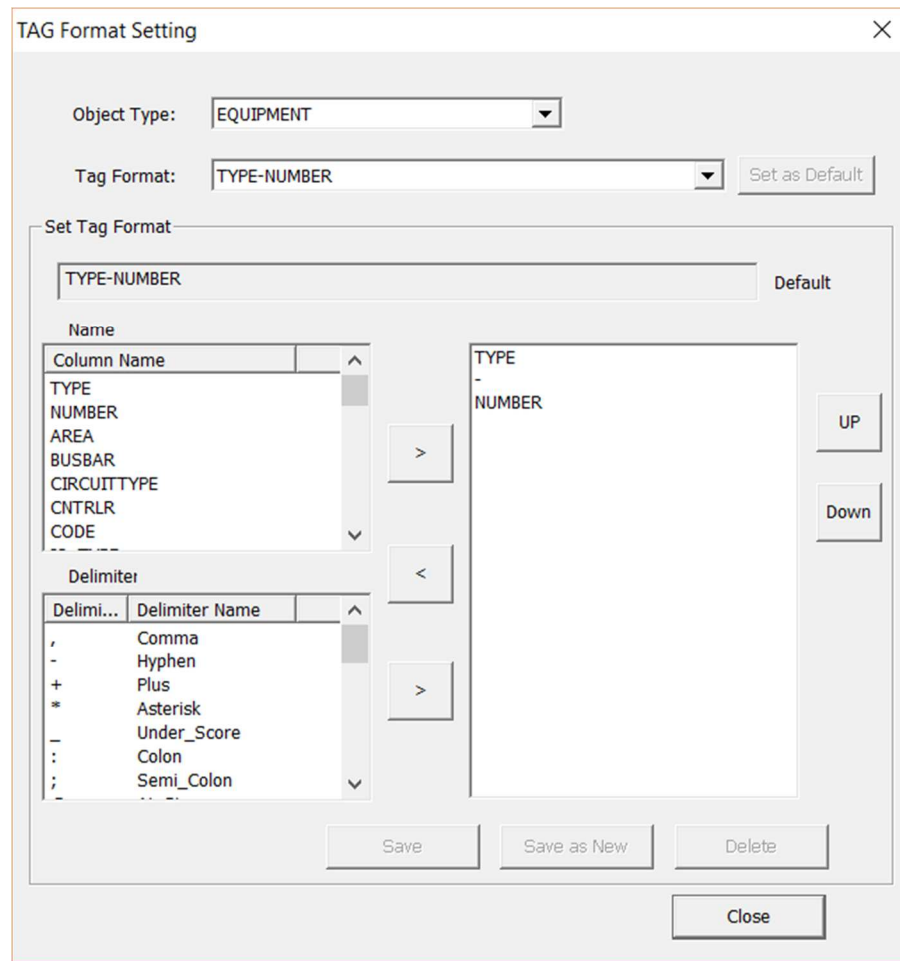 TAG Format Setting
Object Type: EQUIPMENT
Tag Format: TYPE-NUMBER Set as Default
Set Tag Format
TYPE-NUMBER Default
Name
Column Name
TYPE
NUMBER
AREA
BUSBAR
CIRCUITTYPE
CNTRLR
CODE
>
<
>
TYPE
-
NUMBER
UP
Down
Delimiter
Delimi... Delimiter Name
, Comma
- Hyphen
+ Plus
* Asterisk
_ Under_Score
: Colon
; Semi_Colon
Save Save as New Delete
Close